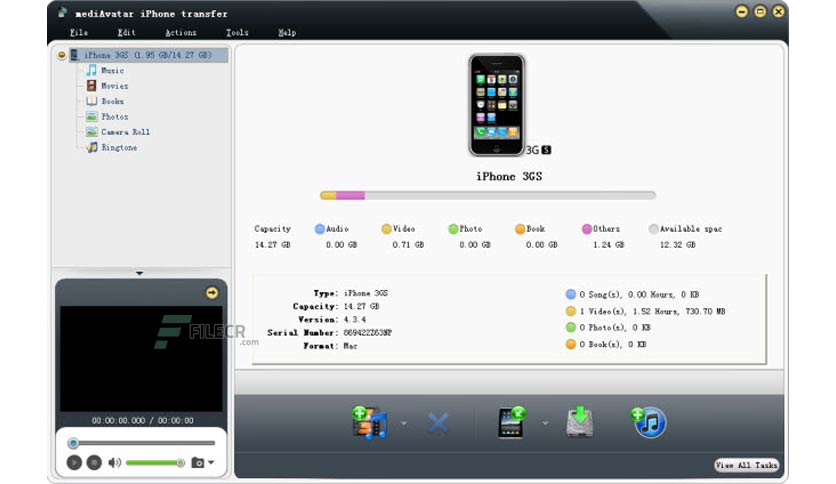 mediAvatar iPhone transfer
File Edit Actions Tools Help
iPhone 3GS (1.95 GB/14.27 GB)
Music
Movies
Books
Photos
Camera Roll
Ringtone
3G S
iPhone 3GS
Capacity Audio Video Photo Book Others Available spac
14.27 GB 0.00 GB 0.71 GB 0.00 GB 0.00 GB 1.24 GB 12.32 GB
Type: iPhone 3GS
Capacity: 14.27 GB
Version: 4.3.4
Serial Number: 869422Z63NP
Format: Mac
0 Song(s), 0.00 Hours, 0 KB
1 Video(s), 1.52 Hours, 730.70 MB
0 Photo(s), 0 KB
0 Book(s), 0 KB
FILECR
.com
00:00:00.000 / 00:00:00
View All Tasks